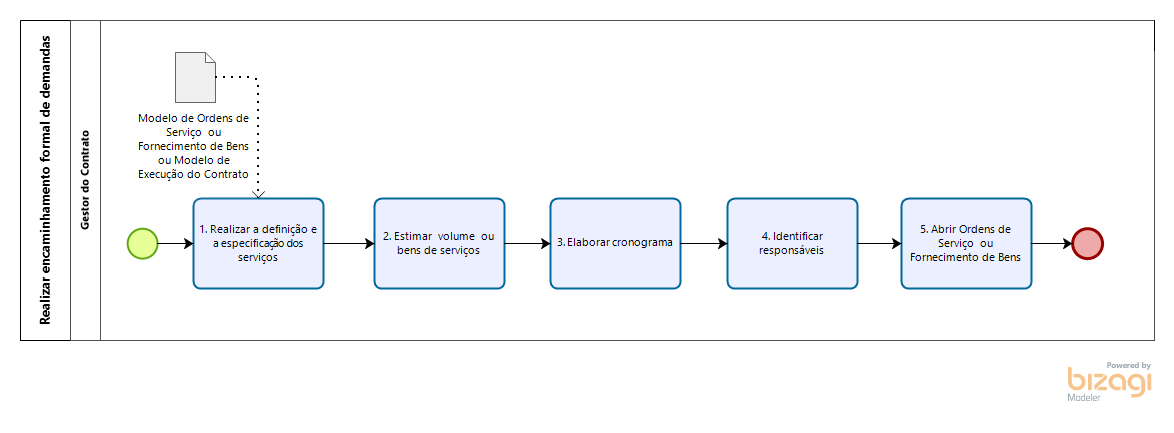 Realizar encaminhamento formal de demandas
Gestor do Contrato
Modelo de Ordens de
Serviço ou
Fornecimento de Bens
ou Modelo de
Execução do Contrato
1. Realizar a definição e
a especificação dos
serviços
2. Estimar volume ou
bens de serviços
3. Elaborar cronograma
4. Identificar
responsáveis
5. Abrir Ordens de
Serviço ou
Fornecimento de Bens
Powered by
bizagi
Modeler